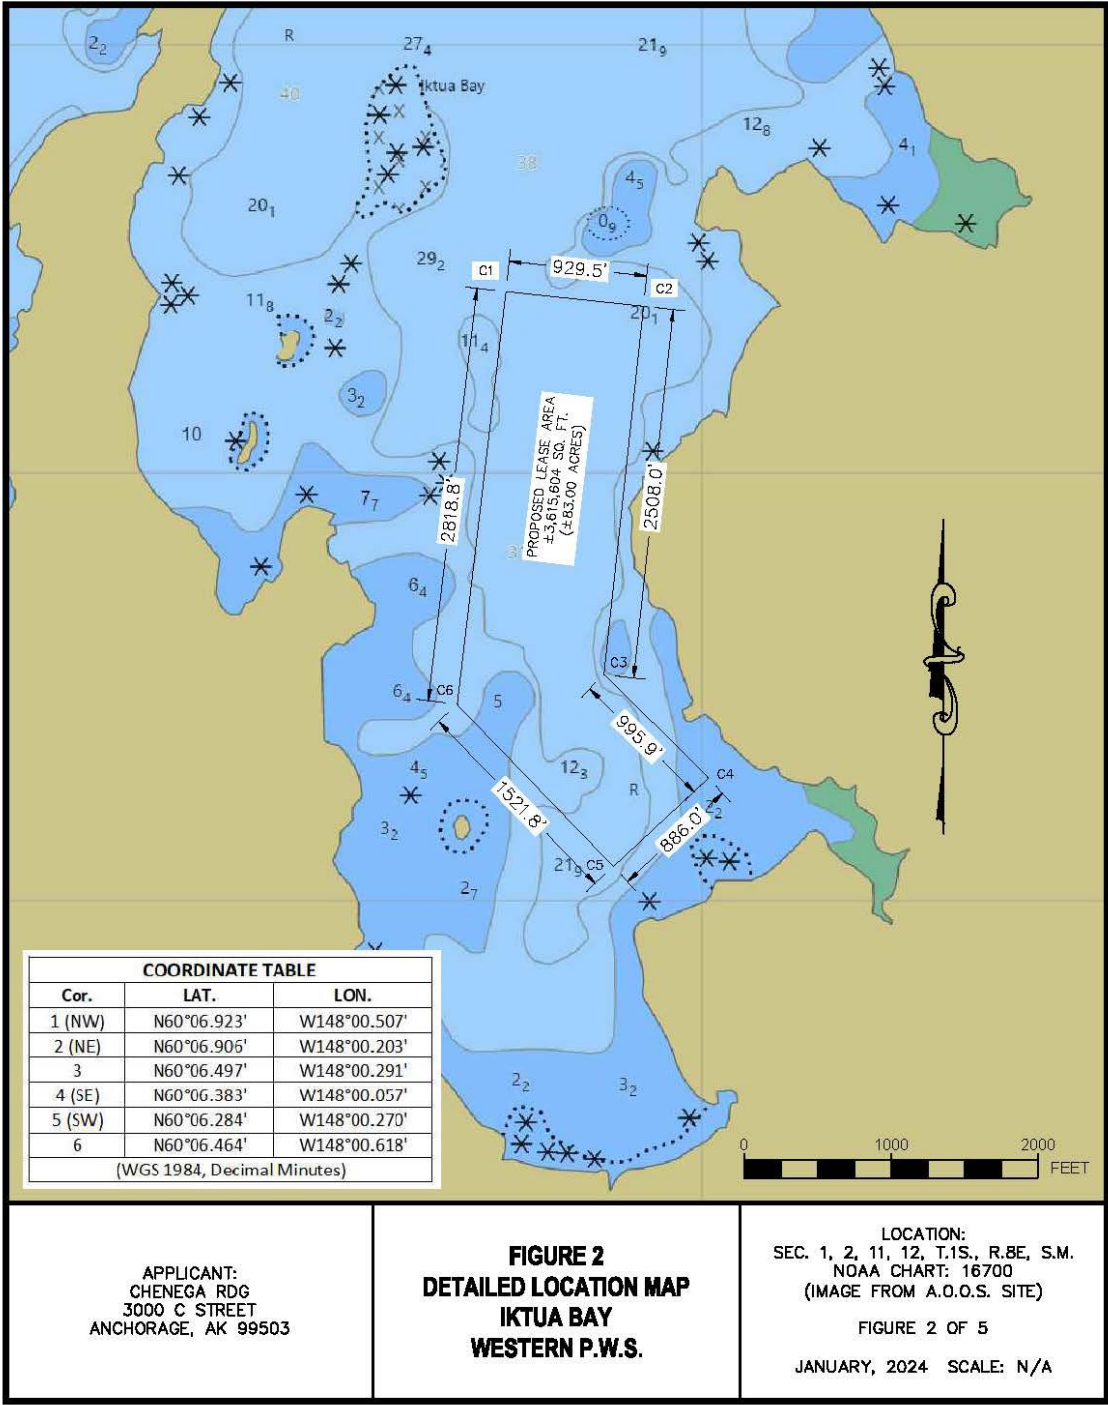 2₂
R
27₄
21₉
Iktua Bay
40
12₈
4₁
38
4₅
20₁
0₉
29₂
C1
929.5'
C2
11₈
2₂
20₁
11₄
3₂
PROPOSED LEASE AREA
±3,615,604 SQ. FT.
(±83.00 ACRES)
10
7₇
2818.8'
2508.0'
6₄
C3
6₄
C6
5
995.9'
4₅
12₃
C4
R
1521.8'
2₂
3₂
886.0'
21₉
C5
2₇
COORDINATE TABLE
Cor. LAT. LON.
1 (NW) N60°06.923' W148°00.507'
2 (NE) N60°06.906' W148°00.203'
3 N60°06.497' W148°00.291'
4 (SE) N60°06.383' W148°00.057'
5 (SW) N60°06.284' W148°00.270'
6 N60°06.464' W148°00.618'
(WGS 1984, Decimal Minutes)
2₂
3₂
0 1000 2000
FEET
APPLICANT:
CHENEGA RDG
3000 C STREET
ANCHORAGE, AK 99503
FIGURE 2
DETAILED LOCATION MAP
IKTUA BAY
WESTERN P.W.S.
LOCATION:
SEC. 1, 2, 11, 12, T.1S., R.8E, S.M.
NOAA CHART: 16700
(IMAGE FROM A.O.O.S. SITE)
FIGURE 2 OF 5
JANUARY, 2024 SCALE: N/A